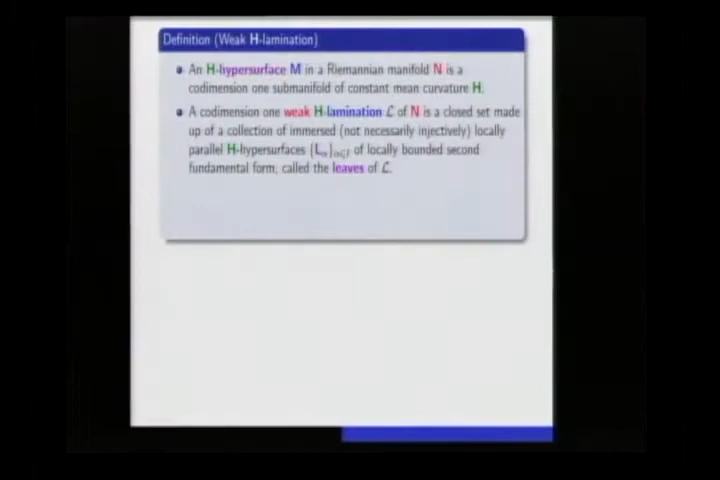 Definition (Weak H-lamination)
An H-hypersurface M in a Riemannian manifold N is a
codimension one submanifold of constant mean curvature H.
A codimension one weak H-lamination ℒ of N is a closed set made
up of a collection of immersed (not necessarily injectively) locally
parallel H-hypersurfaces {L_α}_{α∈I} of locally bounded second
fundamental form, called the leaves of ℒ.